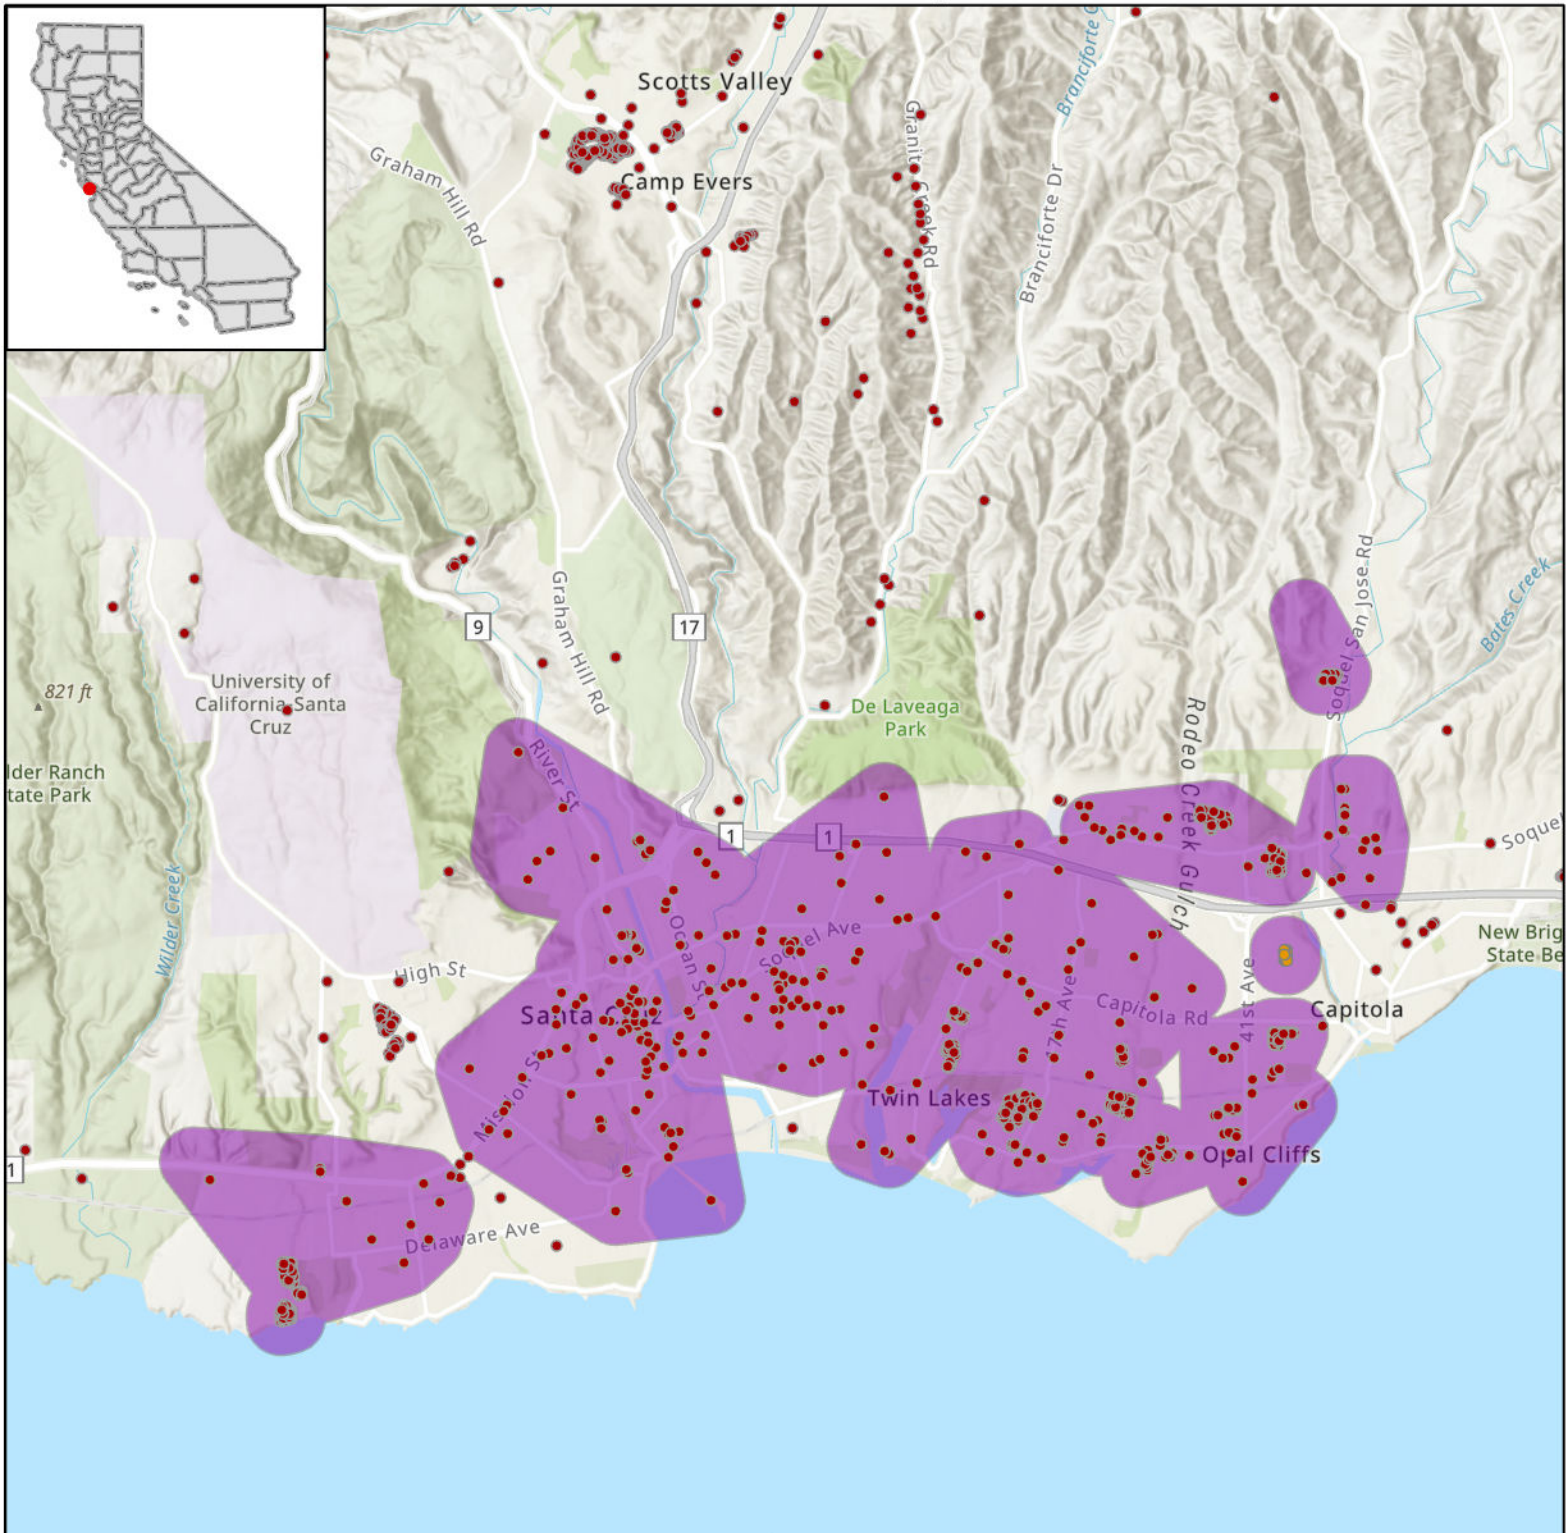 Scotts Valley
Camp Evers
Graham Hill Rd
Granite Creek Rd
Branciforte Dr
Branciforte C
Soquel San Jose Rd
Bates Creek
9
17
Graham Hill Rd
University of
California-Santa
Cruz
821 ft
De Laveaga
Park
Rodeo Creek Gulch
lder Ranch
tate Park
River St
1
1
Soque
Wilder Creek
High St
Ocean St
Soquel Ave
New Brig
State Be
41st Ave
Capitola
Capitola Rd
17th Ave
Santa Cruz
Mission S
Twin Lakes
Opal Cliffs
1
Delaware Ave